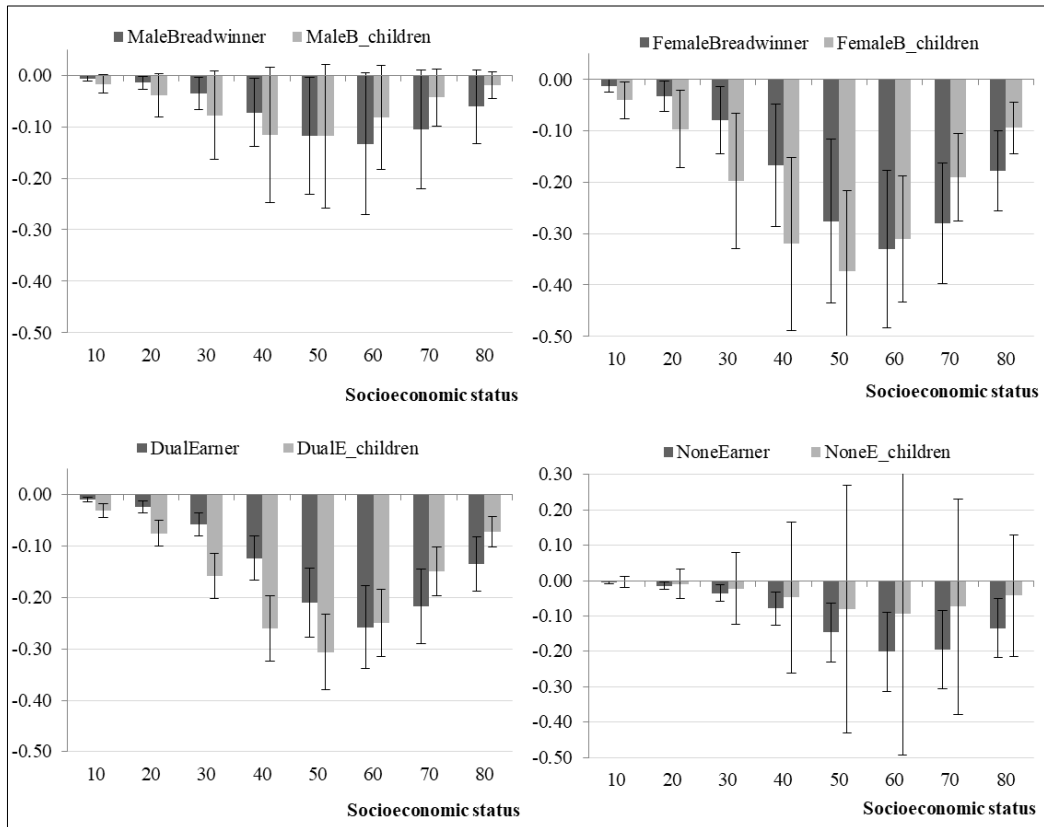 MaleBreadwinner MaleB_children
0.00
-0.10
-0.20
-0.30
-0.40
-0.50
10 20 30 40 50 60 70 80
Socioeconomic status
FemaleBreadwinner FemaleB_children
0.00
-0.10
-0.20
-0.30
-0.40
-0.50
10 20 30 40 50 60 70 80
Socioeconomic status
DualEarner DualE_children
0.00
-0.10
-0.20
-0.30
-0.40
-0.50
10 20 30 40 50 60 70 80
Socioeconomic status
NoneEarner NoneE_children
0.30
0.20
0.10
0.00
-0.10
-0.20
-0.30
-0.40
-0.50
10 20 30 40 50 60 70 80
Socioeconomic status